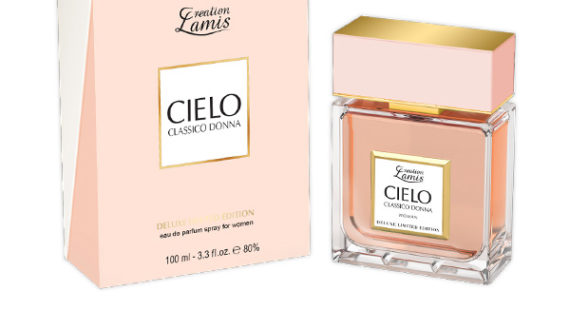 Creation
Lamis
CIELO
CLASSICO DONNA
DELUXE LIMITED EDITION
eau de parfum spray for women
100 ml - 3.3 fl.oz. ℮ 80%
Creation
Lamis
CIELO
CLASSICO DONNA
WOMAN
DELUXE LIMITED EDITION